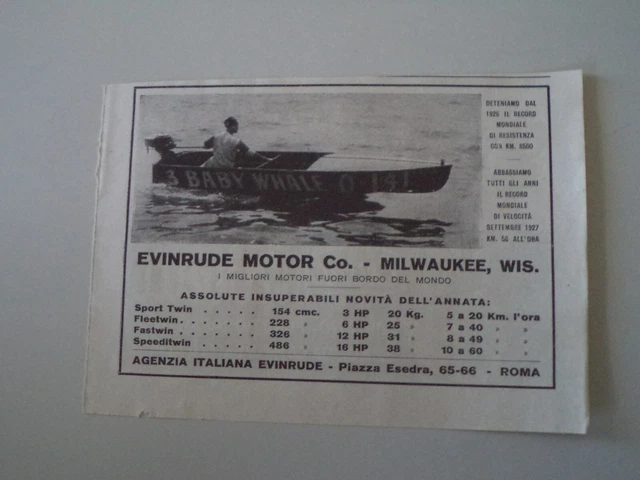 3 BABY WHALE O-141
DETENIAMO DAL
1926 IL RECORD
MONDIALE
DI RESISTENZA
CON KM. 8500
ABBASSIAMO
TUTTI GLI ANNI
IL RECORD
MONDIALE
DI VELOCITÀ
SETTEMBRE 1927
KM. 56 ALL'ORA
EVINRUDE MOTOR Co. - MILWAUKEE, WIS.
I MIGLIORI MOTORI FUORI BORDO DEL MONDO
ASSOLUTE INSUPERABILI NOVITÀ DELL'ANNATA:
Sport Twin . . . . . 154 cmc. 3 HP 20 Kg. 5 a 20 Km. l'ora
Fleetwin . . . . . 228 » 6 HP 25 » 7 a 40 » »
Fastwin . . . . . 326 » 12 HP 31 » 8 a 49 » »
Speeditwin . . . . . 486 » 16 HP 38 » 10 a 60 » »
AGENZIA ITALIANA EVINRUDE - Piazza Esedra, 65-66 - ROMA